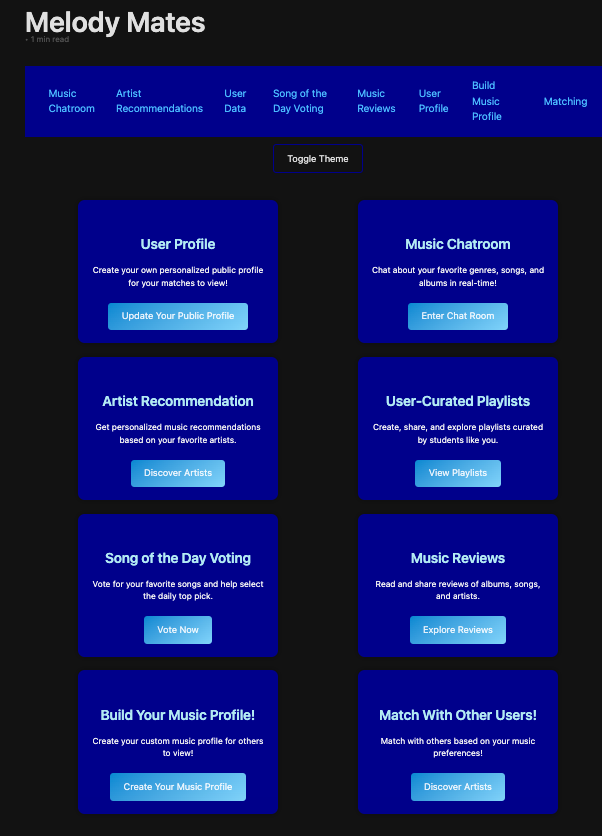 Melody Mates
• 1 min read
Music Chatroom
Artist Recommendations
User Data
Song of the Day Voting
Music Reviews
User Profile
Build Music Profile
Matching
Toggle Theme
User Profile
Create your own personalized public profile
for your matches to view!
Update Your Public Profile
Music Chatroom
Chat about your favorite genres, songs, and
albums in real-time!
Enter Chat Room
Artist Recommendation
Get personalized music recommendations
based on your favorite artists.
Discover Artists
User-Curated Playlists
Create, share, and explore playlists curated
by students like you.
View Playlists
Song of the Day Voting
Vote for your favorite songs and help select
the daily top pick.
Vote Now
Music Reviews
Read and share reviews of albums, songs,
and artists.
Explore Reviews
Build Your Music Profile!
Create your custom music profile for others
to view!
Create Your Music Profile
Match With Other Users!
Match with others based on your music
preferences!
Discover Artists